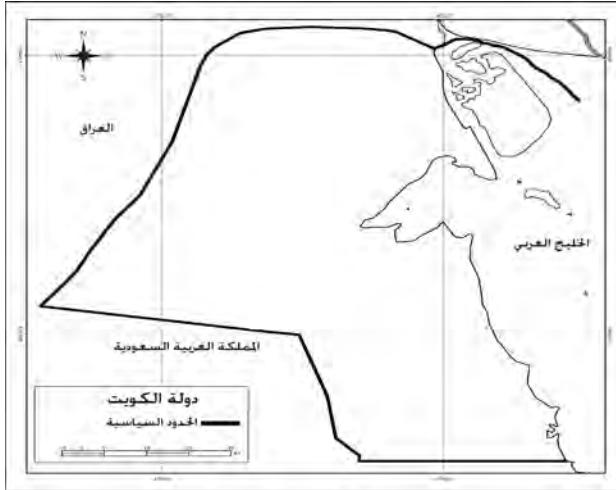 N
S
العراق
الخليج العربي
المملكة العربية السعودية
دولة الكويت
الحدود السياسية